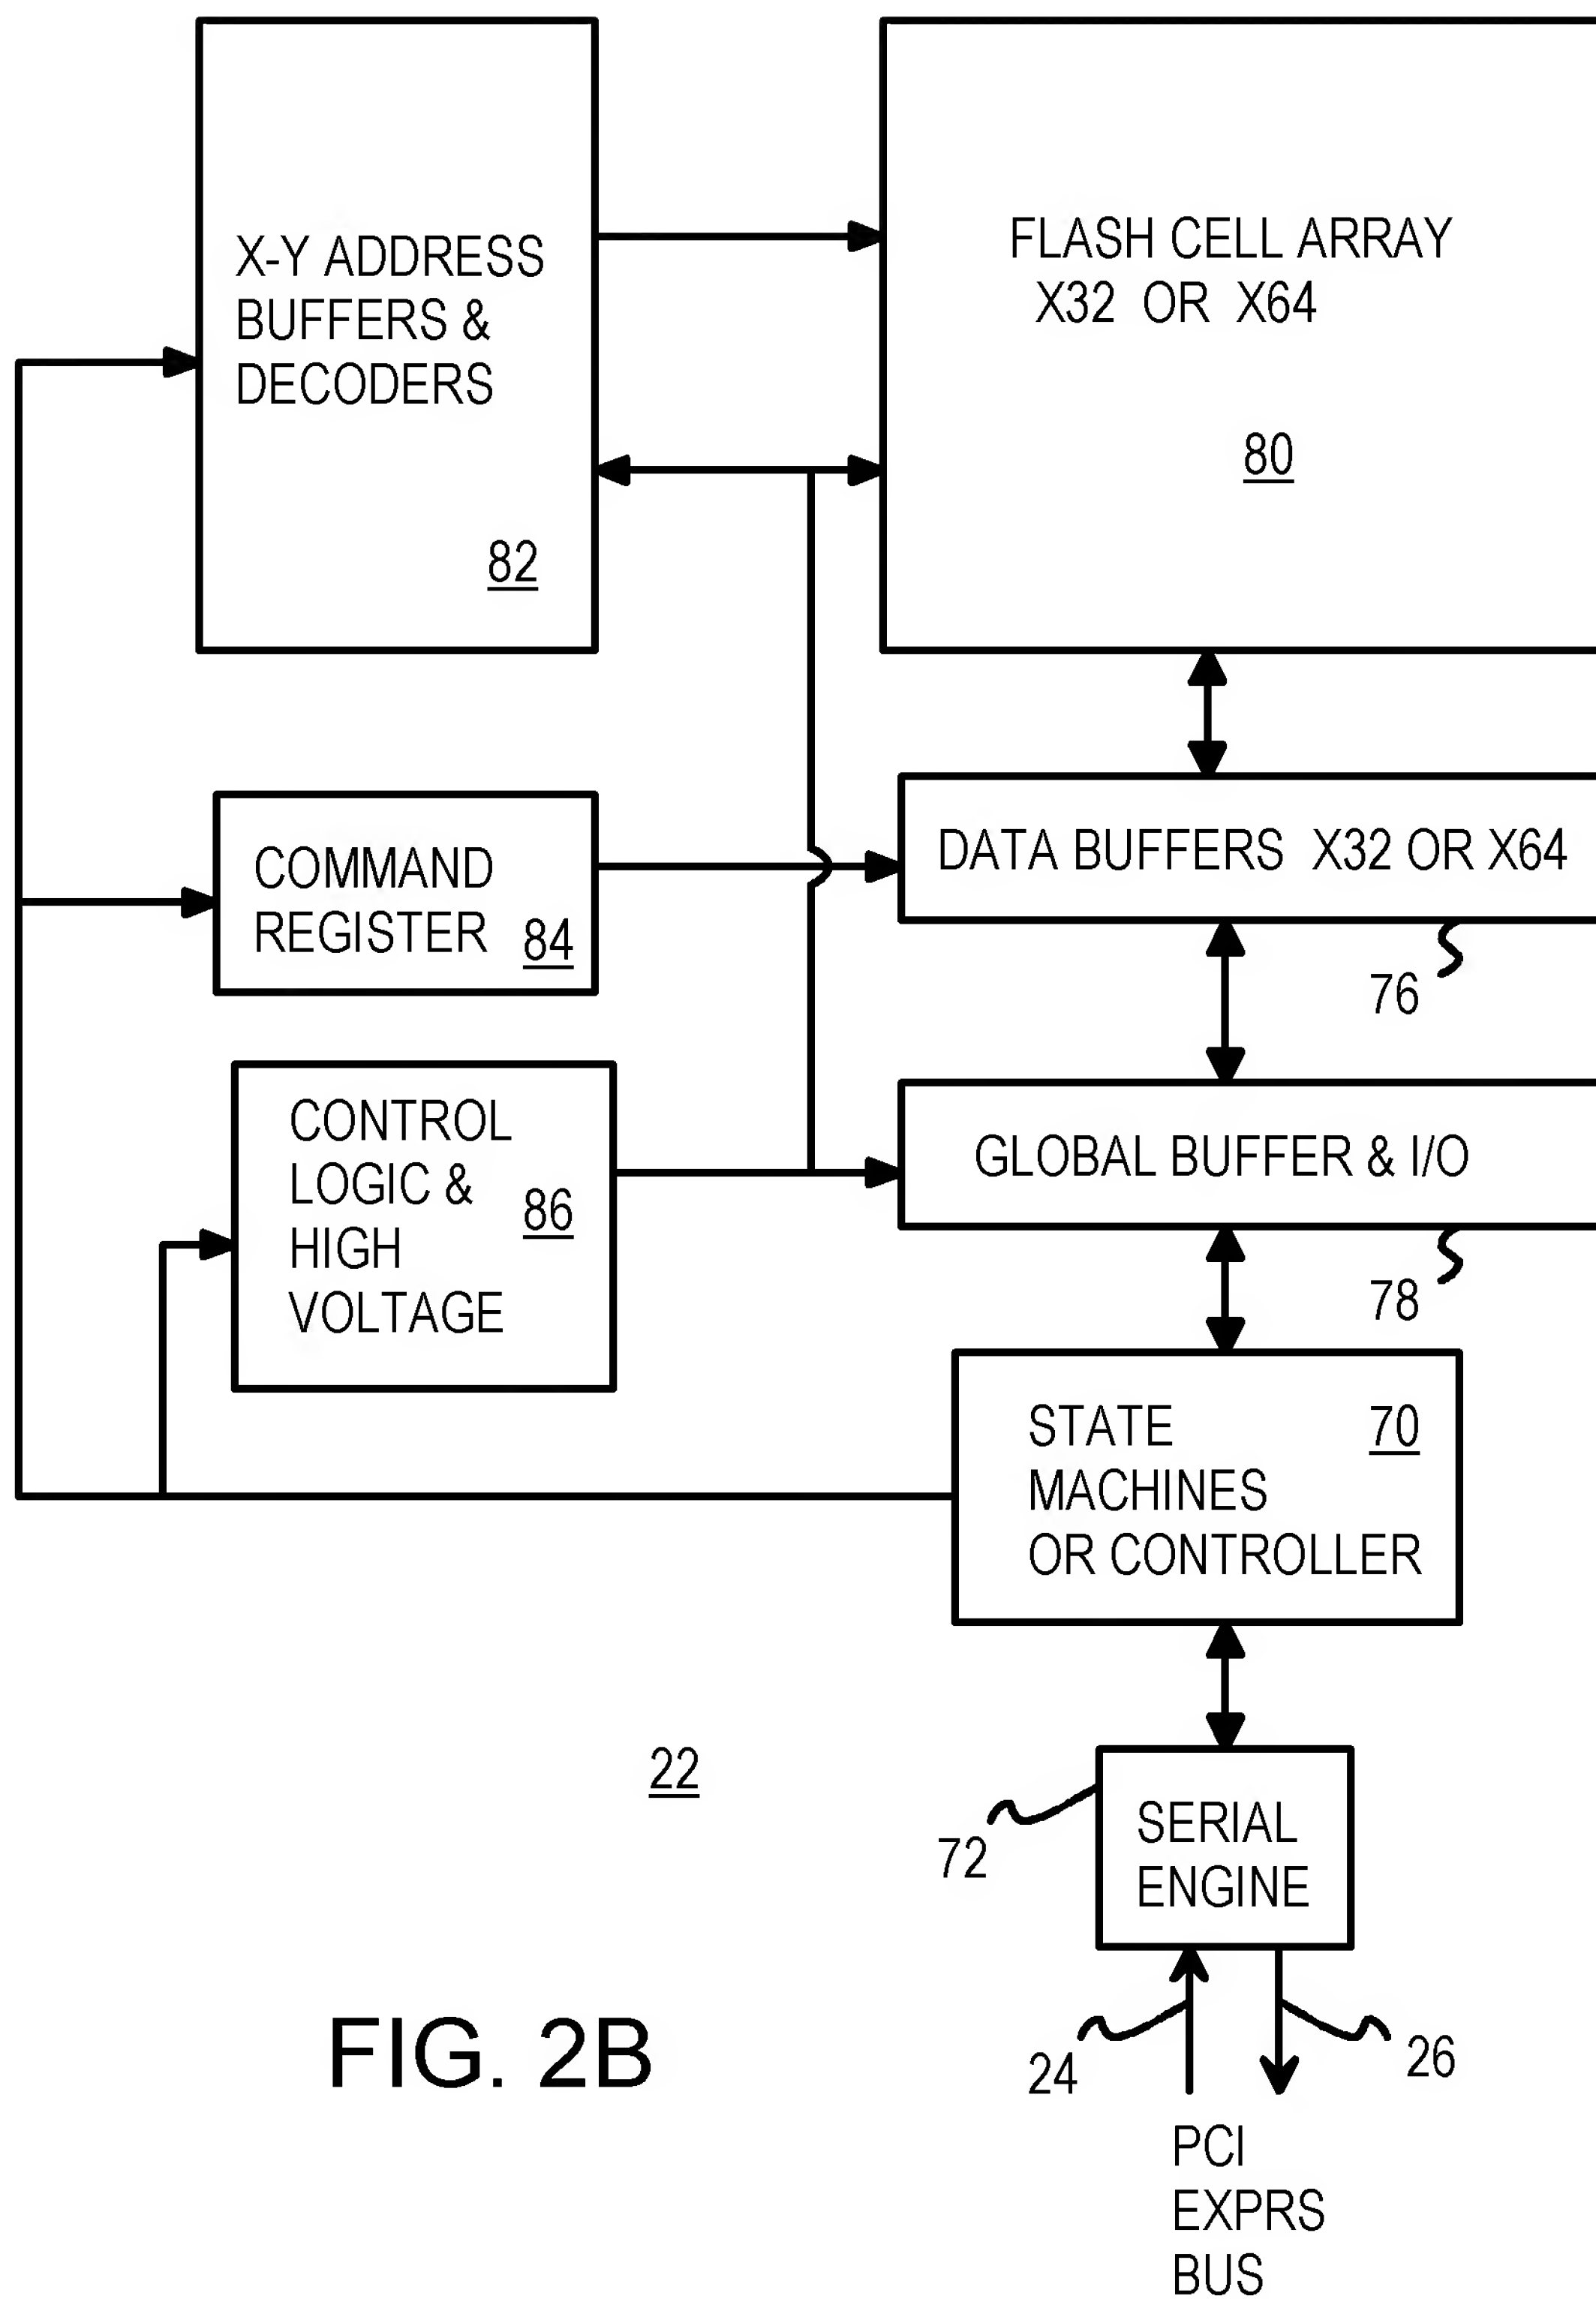 X-Y ADDRESS
BUFFERS &
DECODERS
82
FLASH CELL ARRAY
X32 OR X64
80
COMMAND
REGISTER
84
DATA BUFFERS X32 OR X64
76
CONTROL
LOGIC &
HIGH
VOLTAGE
86
GLOBAL BUFFER & I/O
78
STATE
MACHINES
OR CONTROLLER
70
22
SERIAL
ENGINE
72
24
26
PCI
EXPRS
BUS
FIG. 2B